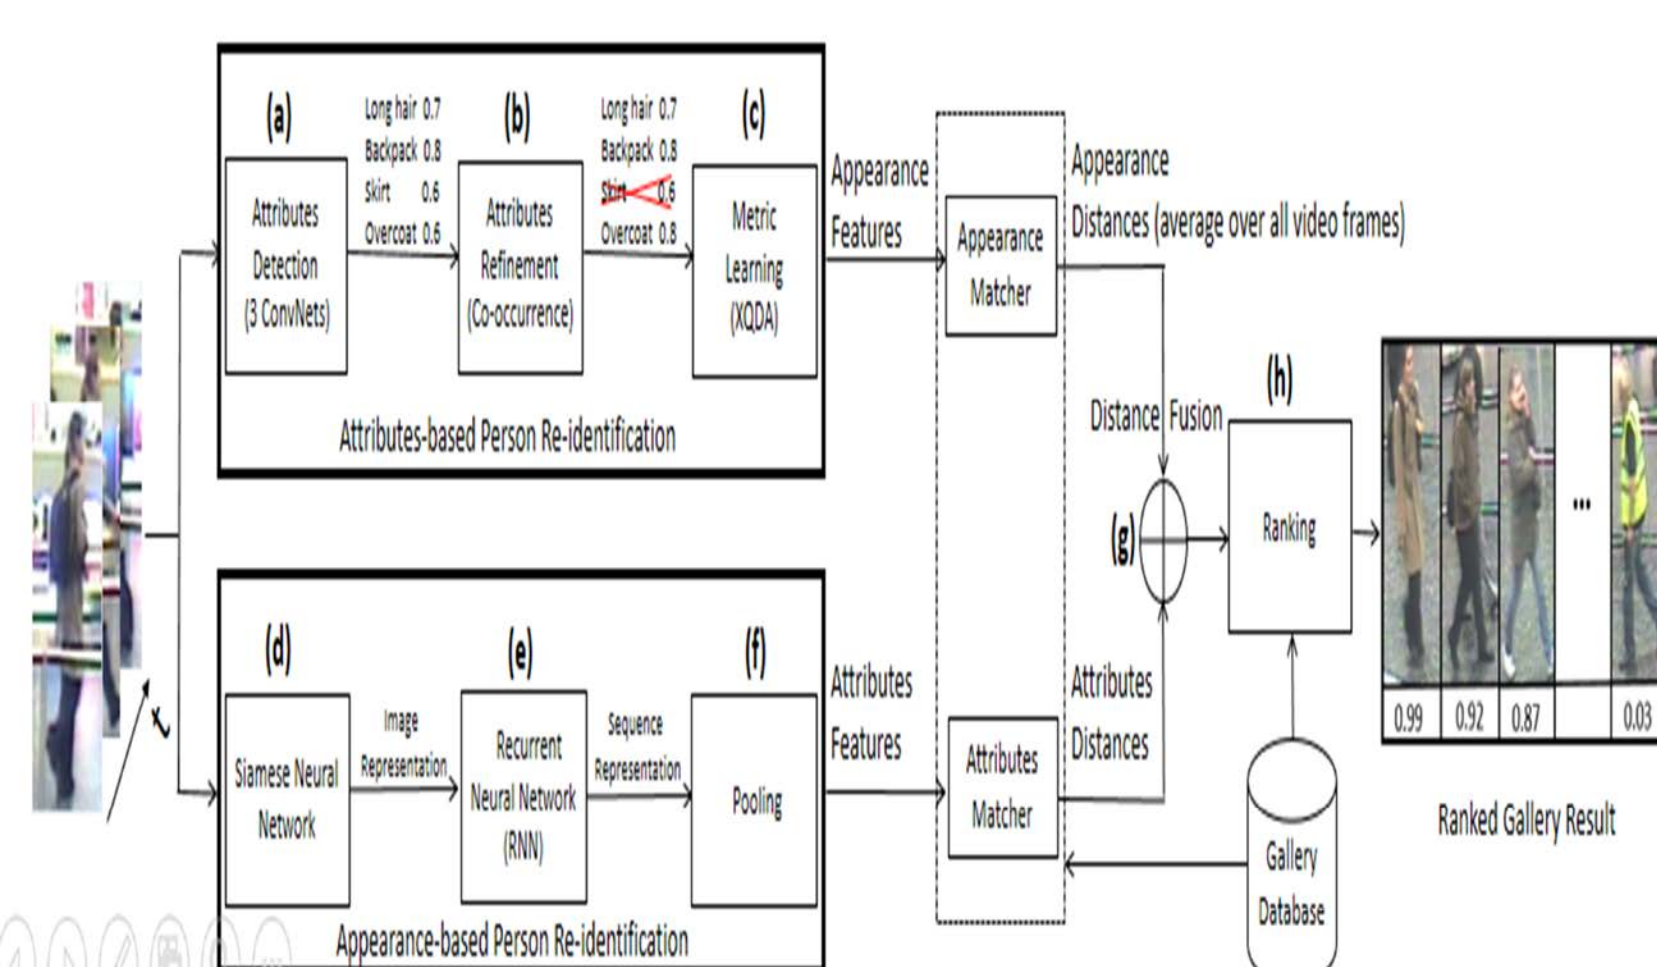 (a)
Long hair 0.7
Backpack 0.8
Skirt 0.6
Overcoat 0.6
(b)
Long hair 0.7
Backpack 0.8
Skirt 0.6
Overcoat 0.8
(c)
Attributes
Detection
(3 ConvNets)
Attributes
Refinement
(Co-occurrence)
Metric
Learning
(XQDA)
Attributes-based Person Re-identification
Appearance
Features
Appearance
Matcher
Appearance
Distances (average over all video frames)
Distance Fusion
(g)
(h)
Ranking
t
(d)
Siamese Neural
Network
Image
Representation
(e)
Recurrent
Neural Network
(RNN)
Sequence
Representation
(f)
Pooling
Appearance-based Person Re-identification
Attributes
Features
Attributes
Matcher
Attributes
Distances
Gallery
Database
...
0.99 0.92 0.87 0.03
Ranked Gallery Result